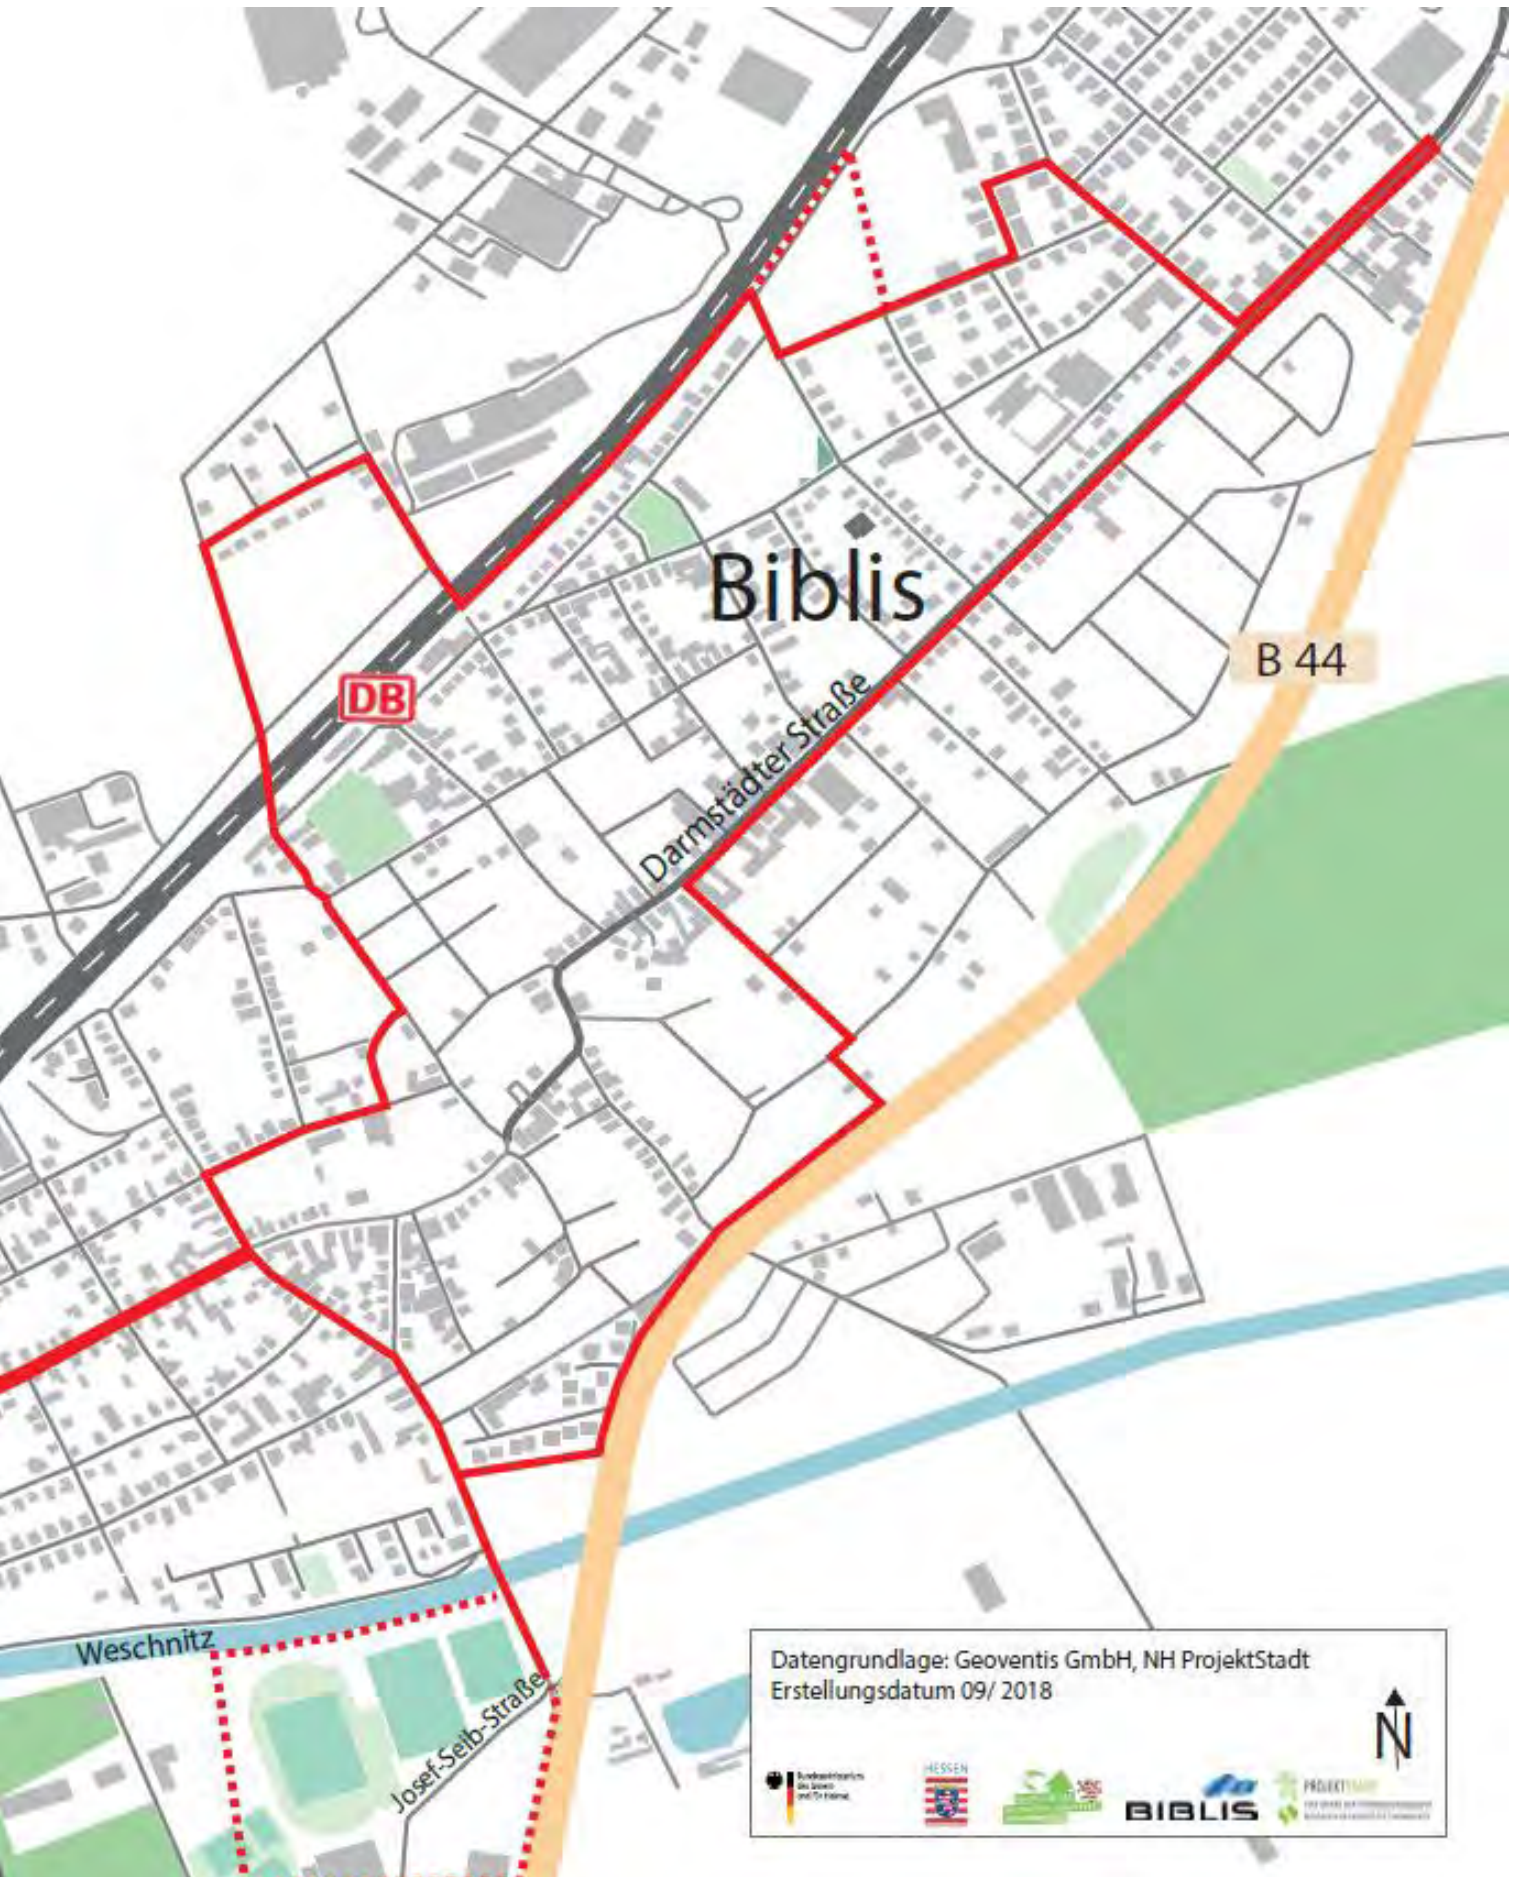 Biblis
B 44
DB
Darmstädter Straße
Weschnitz
Josef-Seib-Straße
Datengrundlage: Geoventis GmbH, NH ProjektStadt
Erstellungsdatum 09/ 2018
N
HESSEN
BIBLIS
PROJEKTSTADT